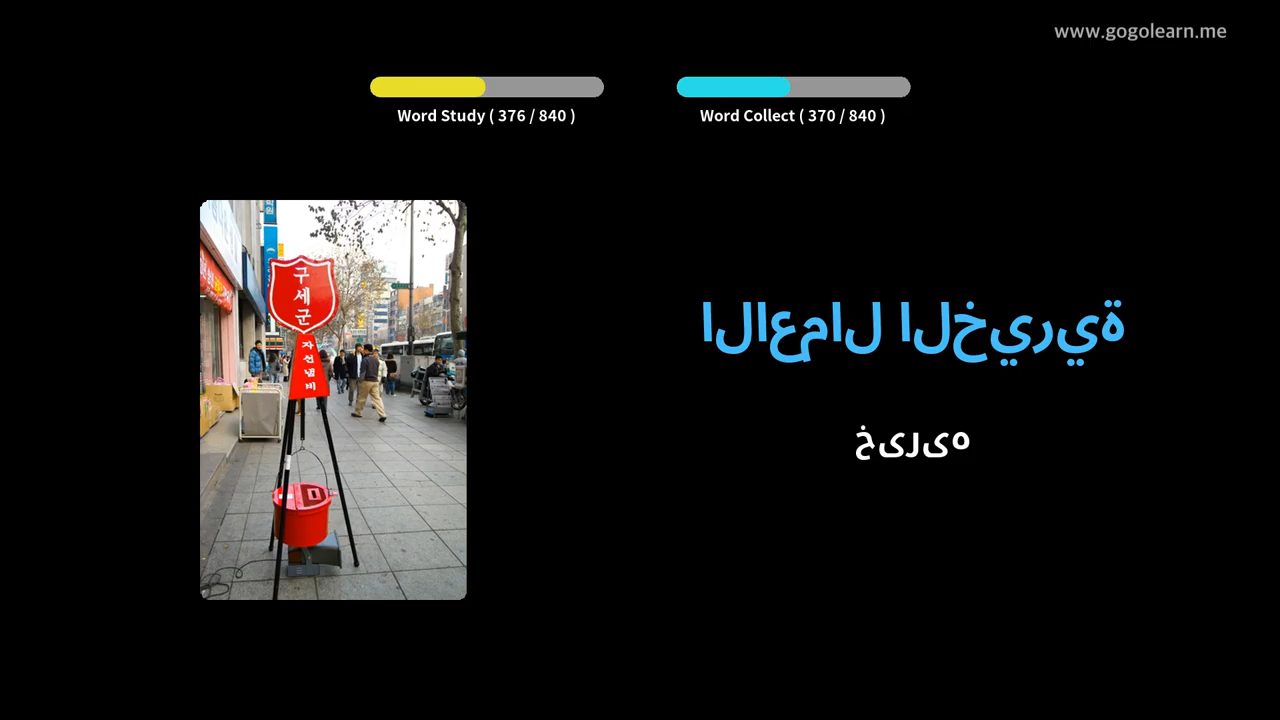 www.gogolearn.me
Word Study ( 376 / 840 )
Word Collect ( 370 / 840 )
الاعمال الخيرية
خیریه
구세군
자선냄비